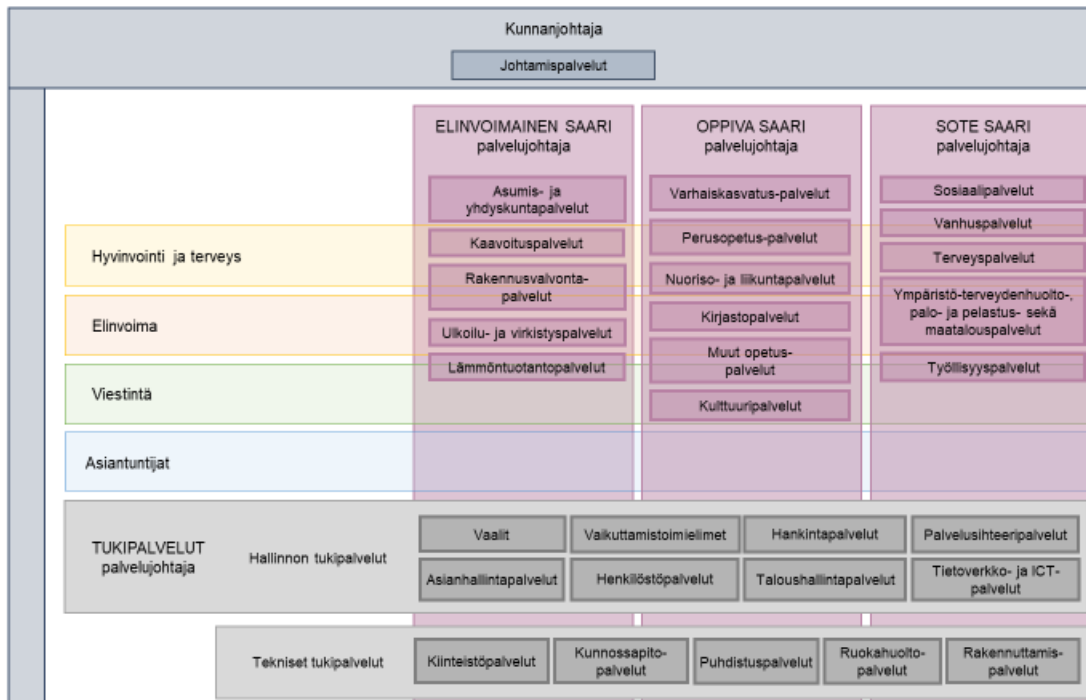 Kunnanjohtaja
Johtamispalvelut
ELINVOIMAINEN SAARI
palvelujohtaja
Asumis- ja
yhdyskuntapalvelut
Kaavoituspalvelut
Rakennusvalvonta-
palvelut
Ulkoilu- ja virkistyspalvelut
Lämmöntuotantopalvelut
OPPIVA SAARI
palvelujohtaja
Varhaiskasvatus-palvelut
Perusopetus-palvelut
Nuoriso- ja liikuntapalvelut
Kirjastopalvelut
Muut opetus-
palvelut
Kulttuuripalvelut
SOTE SAARI
palvelujohtaja
Sosiaalipalvelut
Vanhuspalvelut
Terveyspalvelut
Ympäristö-terveydenhuolto-,
palo- ja pelastus- sekä
maatalouspalvelut
Työllisyyspalvelut
Hyvinvointi ja terveys
Elinvoima
Viestintä
Asiantuntijat
TUKIPALVELUT
palvelujohtaja
Hallinnon tukipalvelut
Vaalit
Vaikuttamistoimielimet
Hankintapalvelut
Palvelusihteeripalvelut
Asianhallintapalvelut
Henkilöstöpalvelut
Taloushallintapalvelut
Tietoverkko- ja ICT-
palvelut
Tekniset tukipalvelut
Kiinteistöpalvelut
Kunnossapito-
palvelut
Puhdistuspalvelut
Ruokahuolto-
palvelut
Rakennuttamis-
palvelut